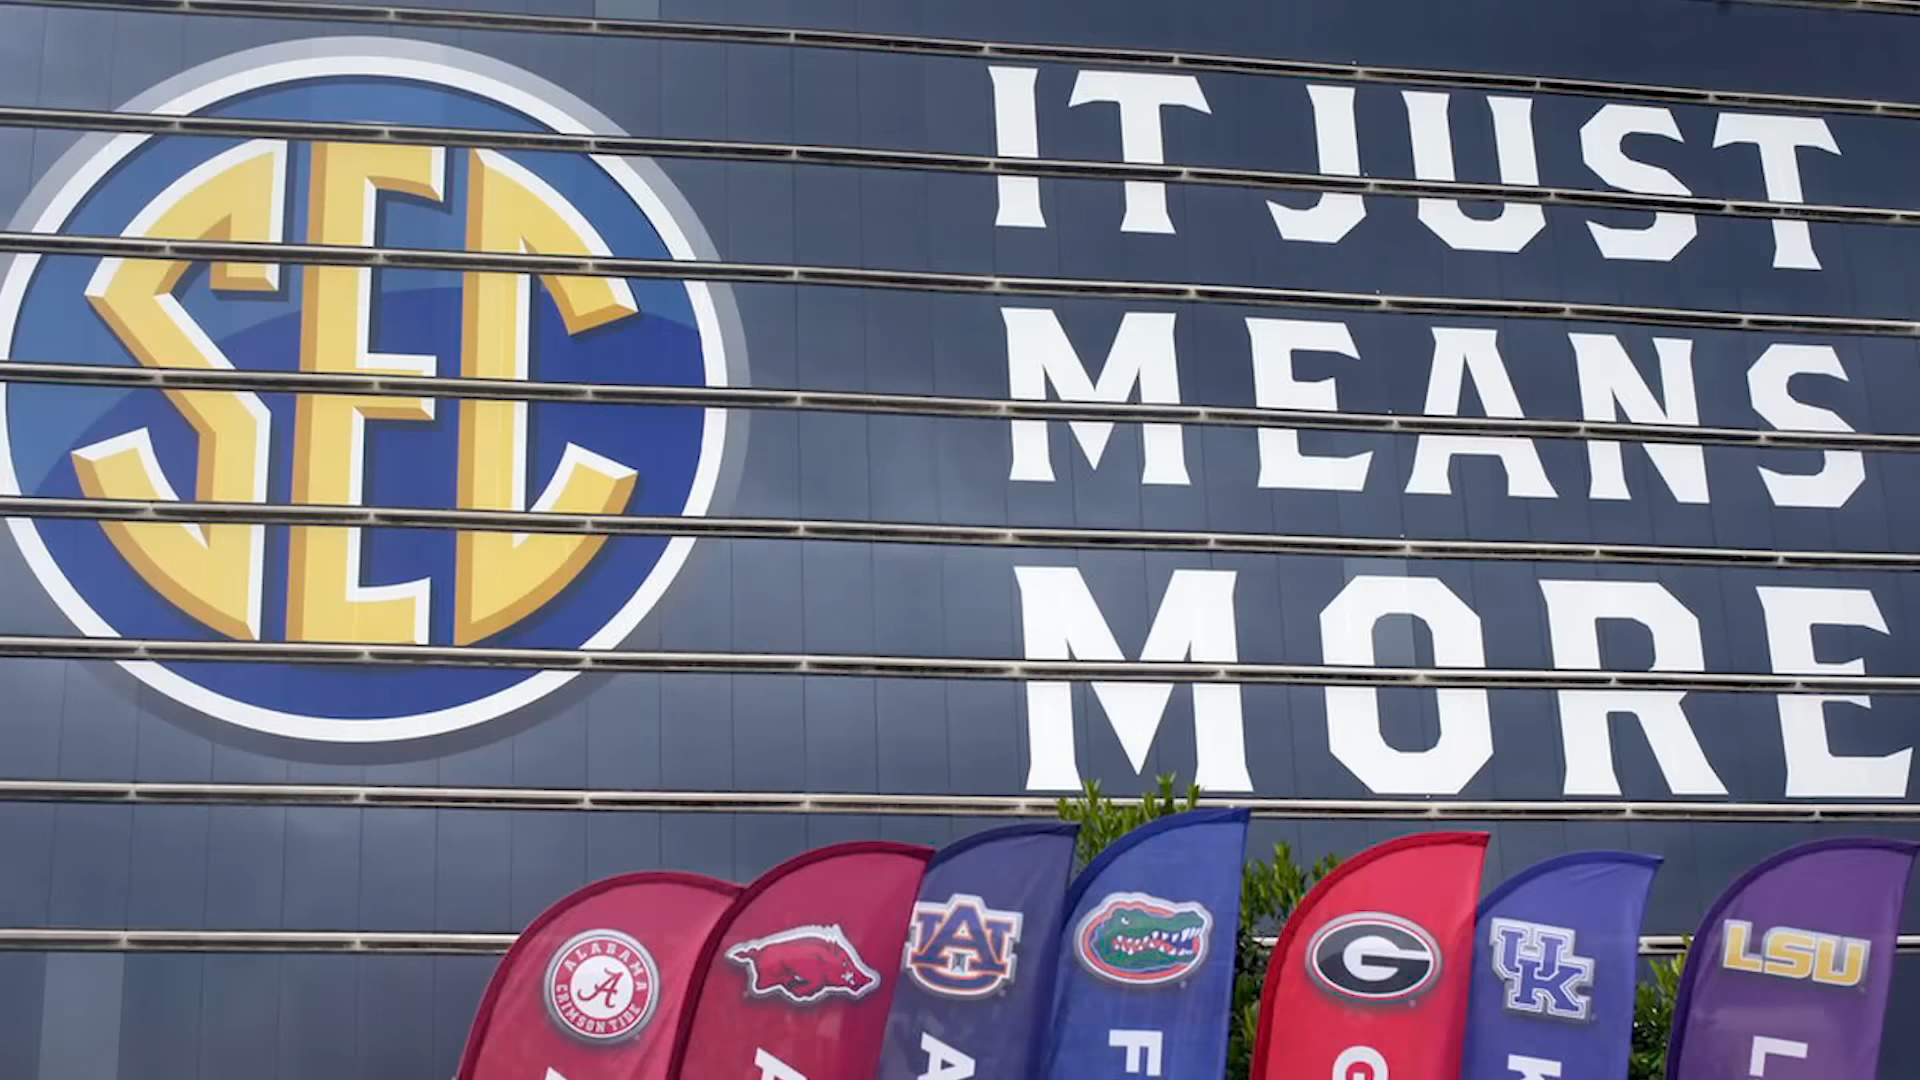 SEC
IT JUST
MEANS
MORE
ALABAMA
A
CRIMSON TIDE
AU
G
UK
LSU
A
A
A
F
G
K
L